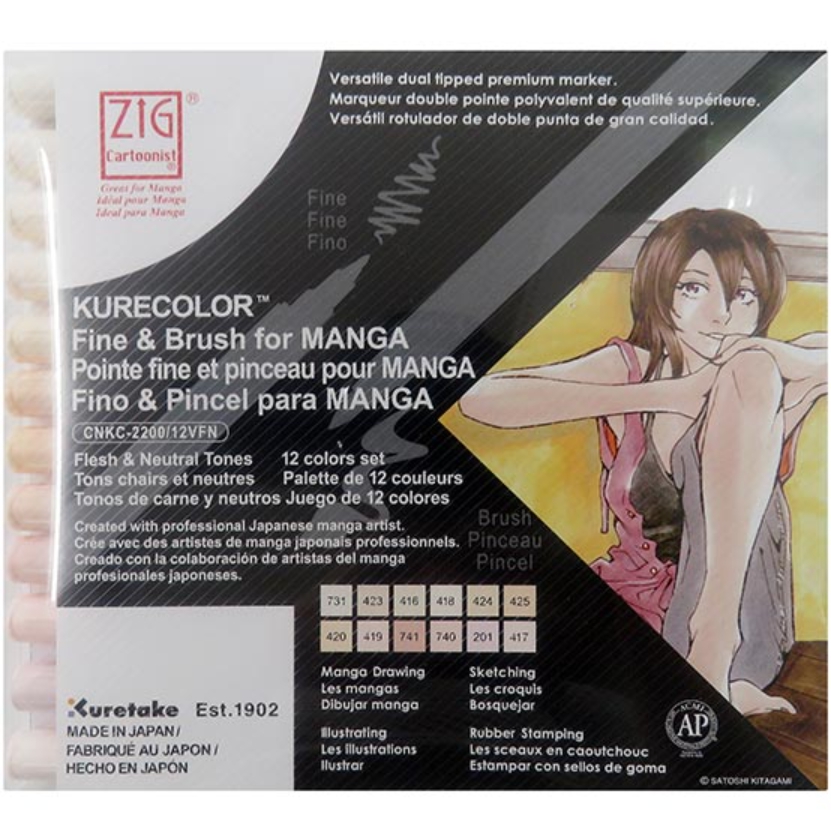 Versatile dual tipped premium marker.
Marqueur double pointe polyvalent de qualité supérieure.
Versátil rotulador de doble punta de gran calidad.
ZIG
®
Cartoonist
®
Great for Manga
Idéal pour Manga
Ideal para Manga
Fine
Fine
Fino
KURECOLOR™
Fine & Brush for MANGA
Pointe fine et pinceau pour MANGA
Fino & Pincel para MANGA
CNKC-2200/12VFN
Flesh & Neutral Tones 12 colors set
Tons chairs et neutres Palette de 12 couleurs
Tonos de carne y neutros Juego de 12 colores
Created with professional Japanese manga artist.
Crée avec des artistes de manga japonais professionnels.
Creado con la colaboración de artistas del manga
profesionales japoneses.
Brush
Pinceau
Pincel
731 423 416 418 424 425
420 419 741 740 201 417
Manga Drawing
Les mangas
Dibujar manga
Sketching
Les croquis
Bosquejar
Illustrating
Les illustrations
Ilustrar
Rubber Stamping
Les sceaux en caoutchouc
Estampar con sellos de goma
Kuretake Est.1902
MADE IN JAPAN/
FABRIQUÉ AU JAPON/
HECHO EN JAPÓN
ACMI
AP
© SATOSHI KITAGAMI